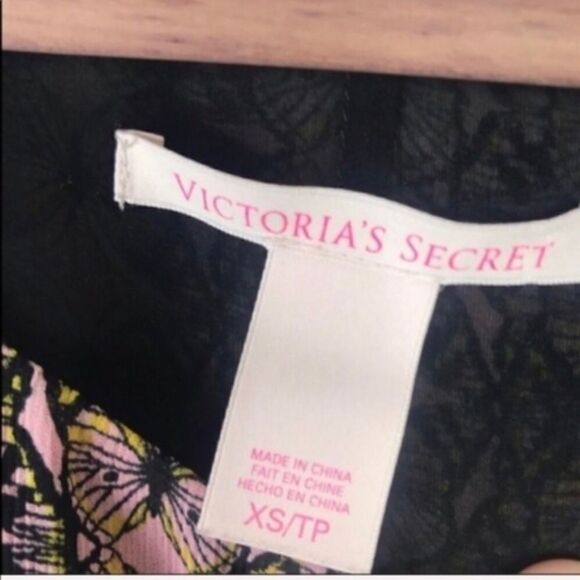 VICTORIA'S SECRET
MADE IN CHINA
FAIT EN CHINE
HECHO EN CHINA
XS/TP